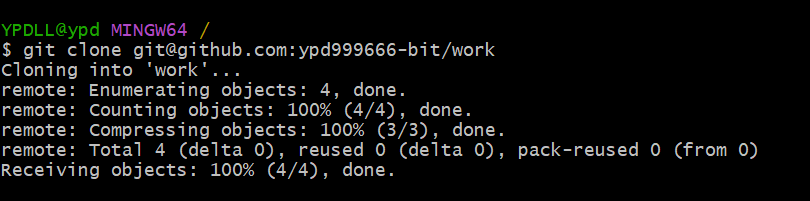 YPDLL@ypd MINGW64 /
$ git clone git@github.com:ypd999666-bit/work
Cloning into 'work'...
remote: Enumerating objects: 4, done.
remote: Counting objects: 100% (4/4), done.
remote: Compressing objects: 100% (3/3), done.
remote: Total 4 (delta 0), reused 0 (delta 0), pack-reused 0 (from 0)
Receiving objects: 100% (4/4), done.